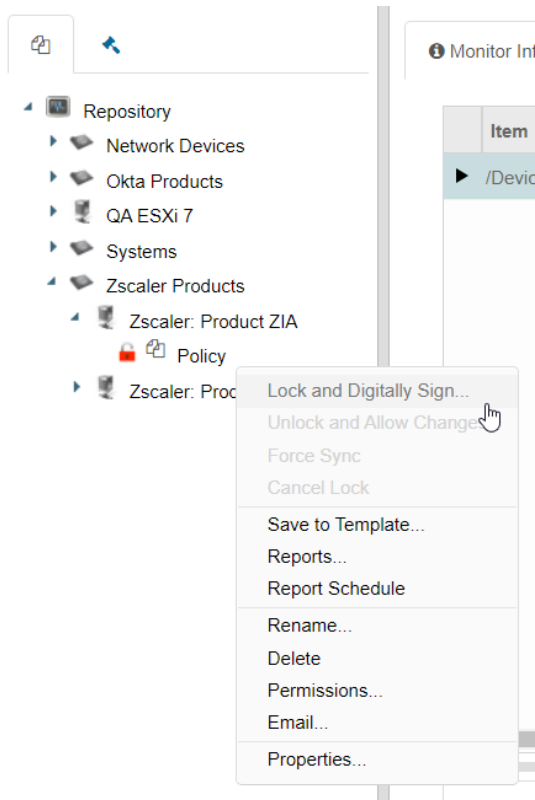 Monitor Inf
Item
/Devic
Repository
Network Devices
Okta Products
QA ESXi 7
Systems
Zscaler Products
Zscaler: Product ZIA
Policy
Zscaler: Proc
Lock and Digitally Sign...
Unlock and Allow Changes
Force Sync
Cancel Lock
Save to Template...
Reports...
Report Schedule
Rename...
Delete
Permissions...
Email...
Properties...